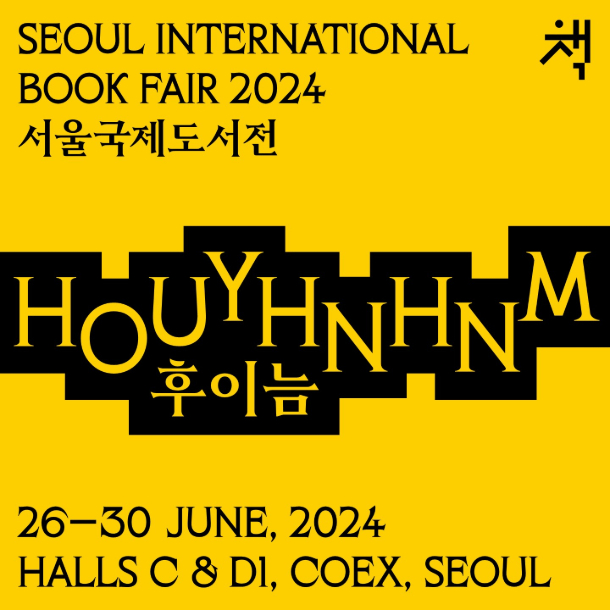 SEOUL INTERNATIONAL
BOOK FAIR 2024
서울국제도서전
책
HOUYHNHNM
후이늠
26–30 JUNE, 2024
HALLS C & D1, COEX, SEOUL